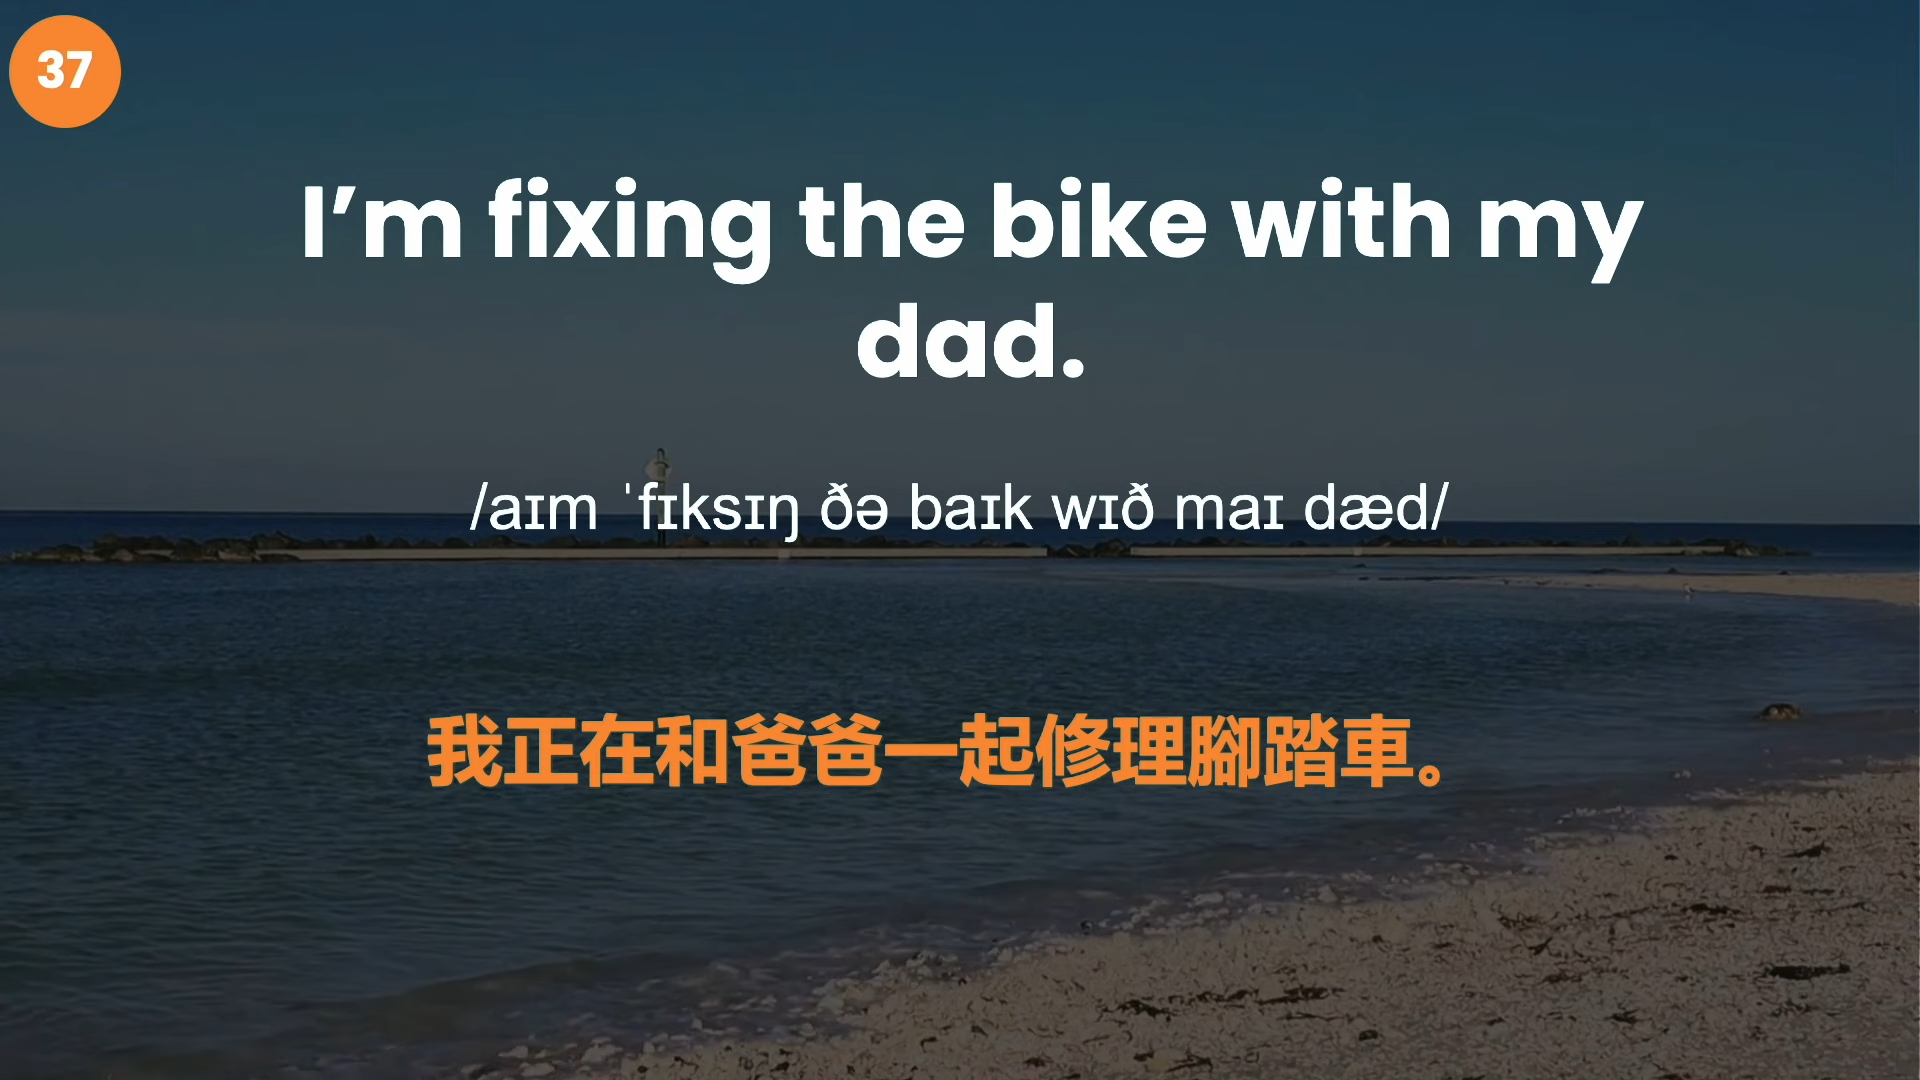 37
I’m fixing the bike with my
dad.
/aɪm ˈfɪksɪŋ ðə baɪk wɪð maɪ dæd/
我正在和爸爸一起修理腳踏車。